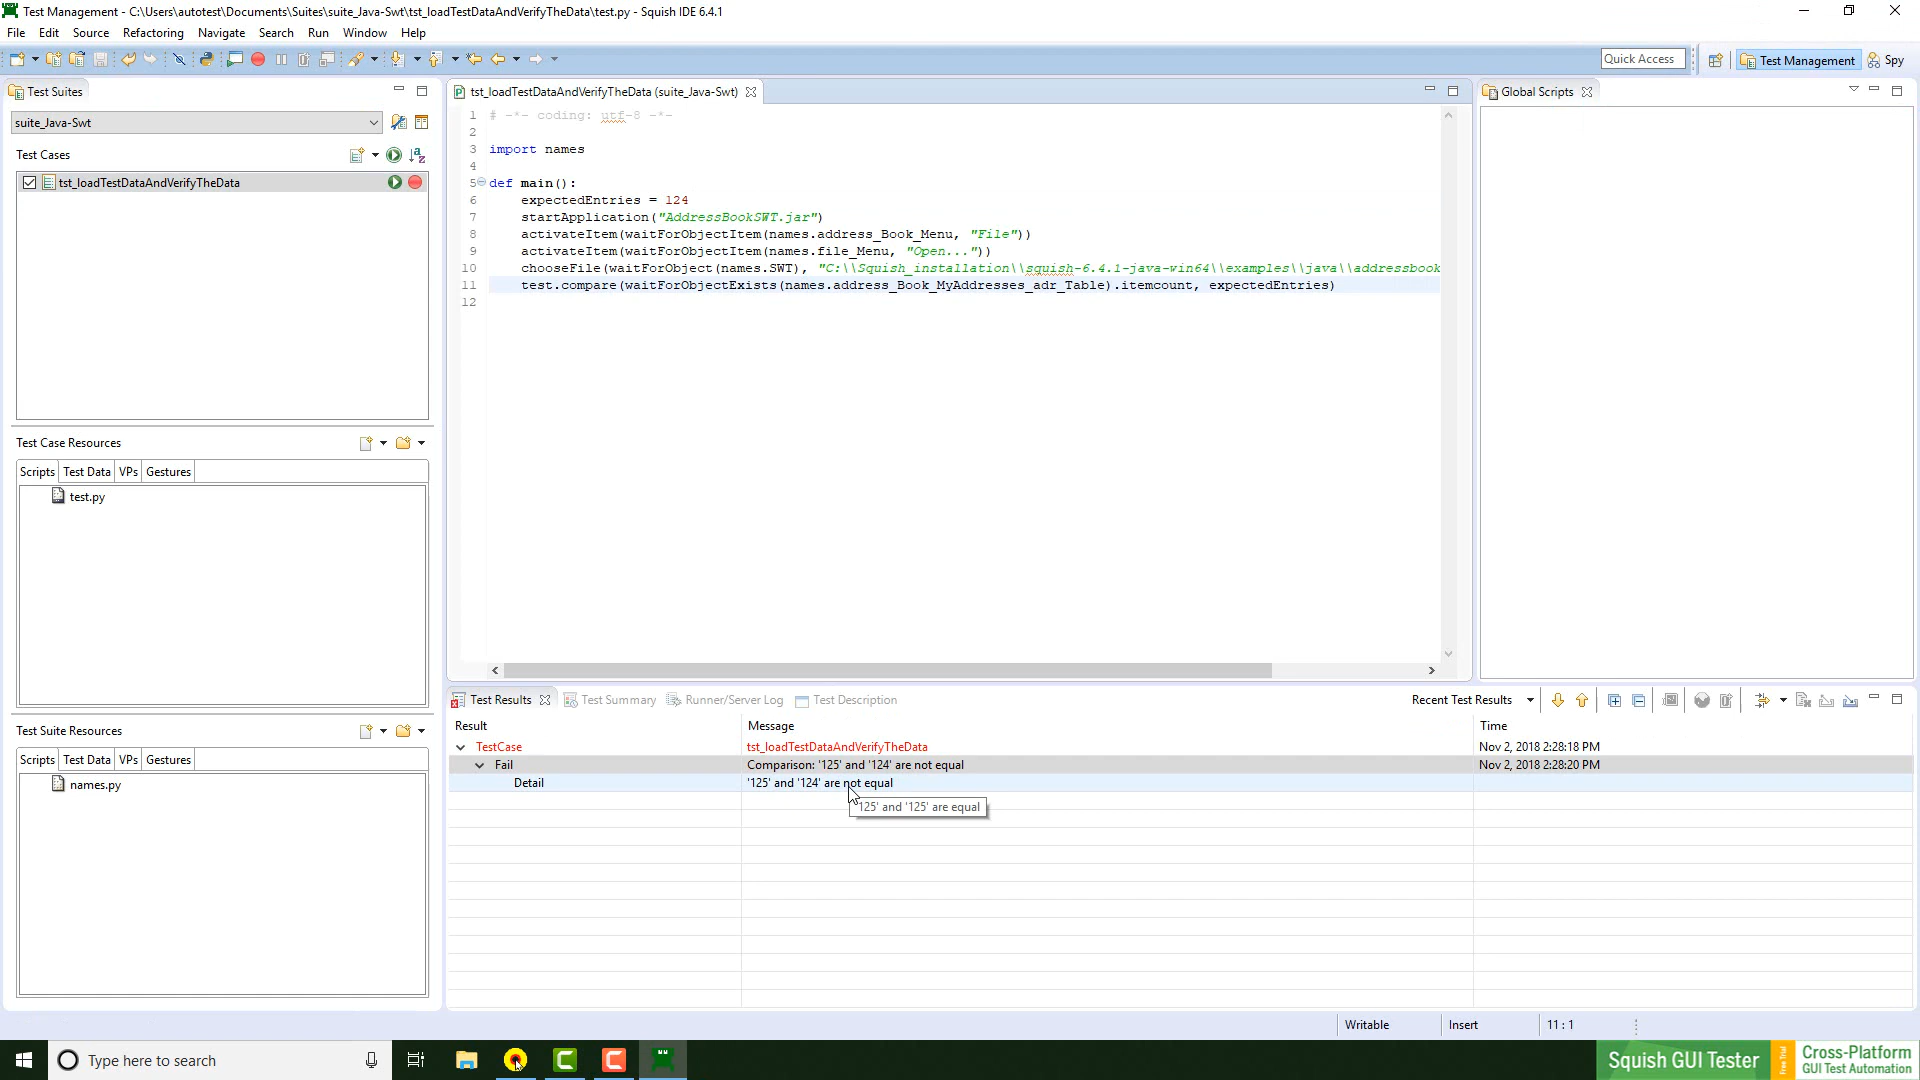 Test Management - C:\Users\autotest\Documents\Suites\suite_Java-Swt\tst_loadTestDataAndVerifyTheData\test.py - Squish IDE 6.4.1
File Edit Source Refactoring Navigate Search Run Window Help
Quick Access
Test Management
Spy
Test Suites
suite_Java-Swt
Test Cases
tst_loadTestDataAndVerifyTheData
Test Case Resources
Scripts Test Data VPs Gestures
test.py
Test Suite Resources
Scripts Test Data VPs Gestures
names.py
tst_loadTestDataAndVerifyTheData (suite_Java-Swt)
1 # -*- coding: utf-8 -*-
2
3 import names
4
5 def main():
6 expectedEntries = 124
7 startApplication("AddressBookSWT.jar")
8 activateItem(waitForObjectItem(names.address_Book_Menu, "File"))
9 activateItem(waitForObjectItem(names.file_Menu, "Open..."))
10 chooseFile(waitForObject(names.SWT), "C:\\Squish_installation\\squish-6.4.1-java-win64\\examples\\java\\addressbook
11 test.compare(waitForObjectExists(names.address_Book_MyAddresses_adr_Table).itemcount, expectedEntries)
12
Global Scripts
Test Results Test Summary Runner/Server Log Test Description
Recent Test Results
Result Message Time
TestCase tst_loadTestDataAndVerifyTheData Nov 2, 2018 2:28:18 PM
Fail Comparison: '125' and '124' are not equal Nov 2, 2018 2:28:20 PM
Detail '125' and '124' are not equal
'125' and '125' are equal
Writable Insert 11 : 1
Type here to search
Squish GUI Tester
Free Trial
Cross-Platform
GUI Test Automation